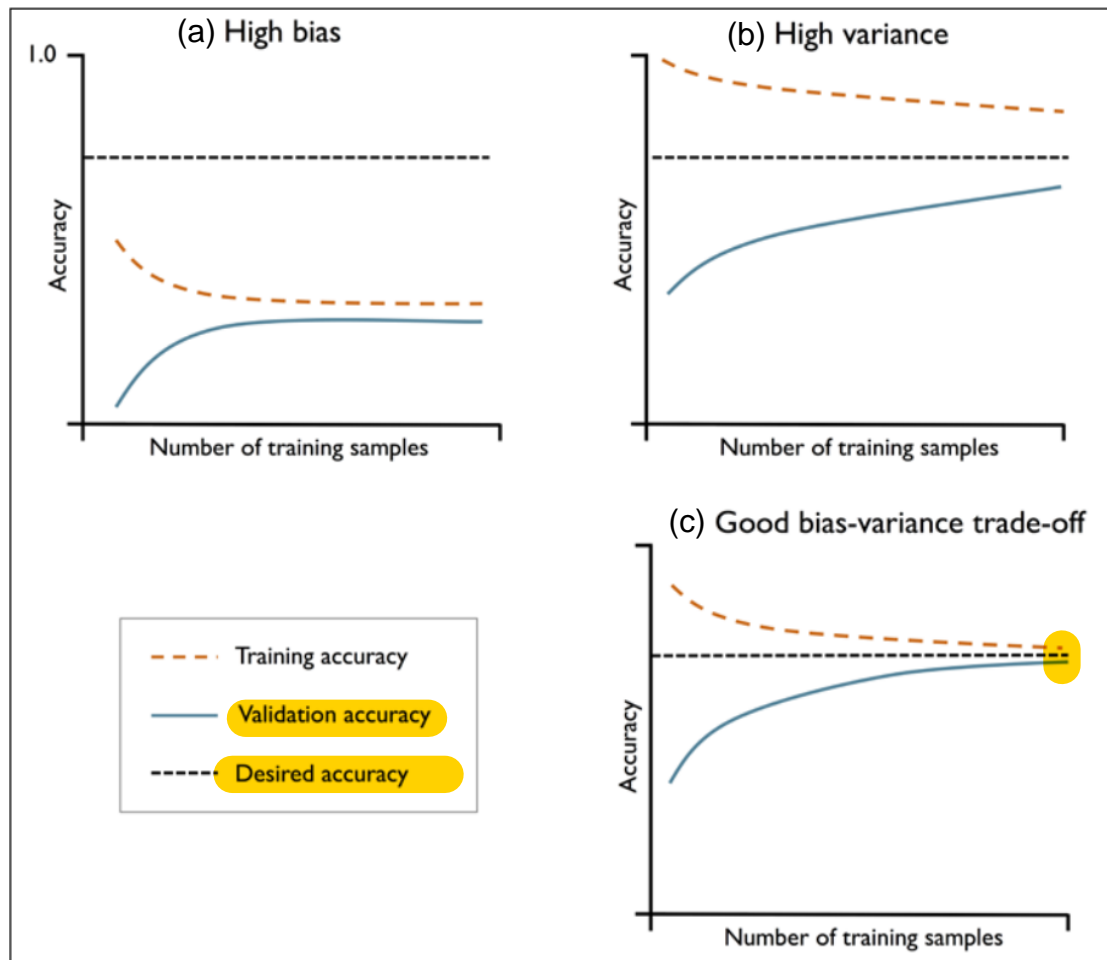 (a) High bias
(b) High variance
1.0
Accuracy
Accuracy
Number of training samples
Number of training samples
(c) Good bias-variance trade-off
Training accuracy
Validation accuracy
Desired accuracy
Accuracy
Number of training samples